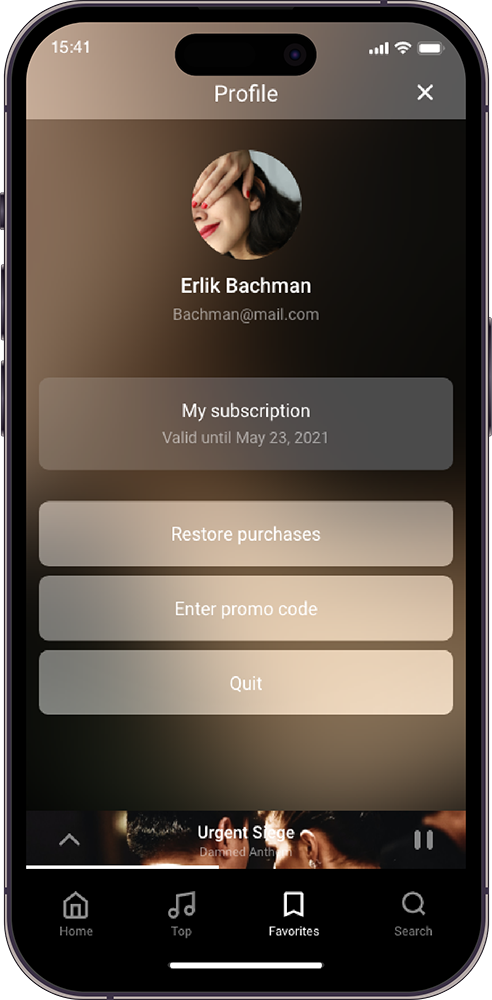 15:41
Profile
Erlik Bachman
Bachman@mail.com
My subscription
Valid until May 23, 2021
Restore purchases
Enter promo code
Quit
Urgent Siege
Damned Anthem
Home
Top
Favorites
Search